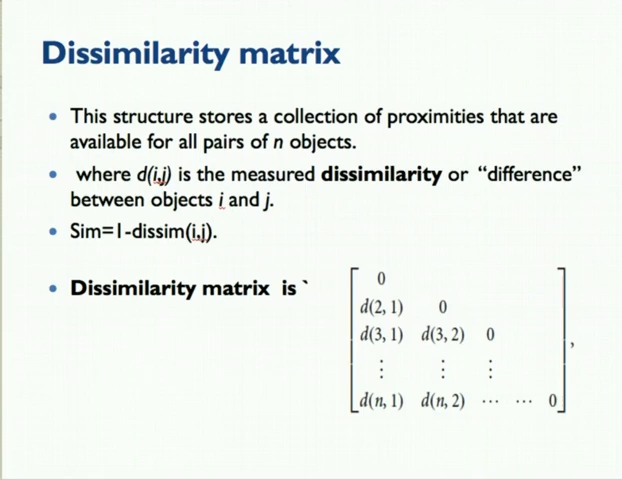 Dissimilarity matrix
• This structure stores a collection of proximities that are
available for all pairs of n objects.
• where d(i,j) is the measured dissimilarity or “difference”
between objects i and j.
• Sim=1-dissim(i,j).
• Dissimilarity matrix is `
0
d(2, 1) 0
d(3, 1) d(3, 2) 0
⋮ ⋮ ⋮
d(n, 1) d(n, 2) ⋯ ⋯ 0 ,